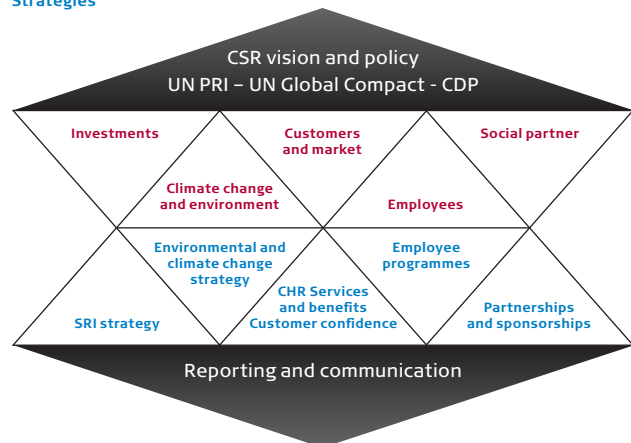 Strategies
CSR vision and policy
UN PRI – UN Global Compact - CDP
Investments
Customers
and market
Social partner
Climate change
and environment
Employees
Environmental and
climate change
strategy
Employee
programmes
SRI strategy
CHR Services
and benefits
Customer confidence
Partnerships
and sponsorships
Reporting and communication